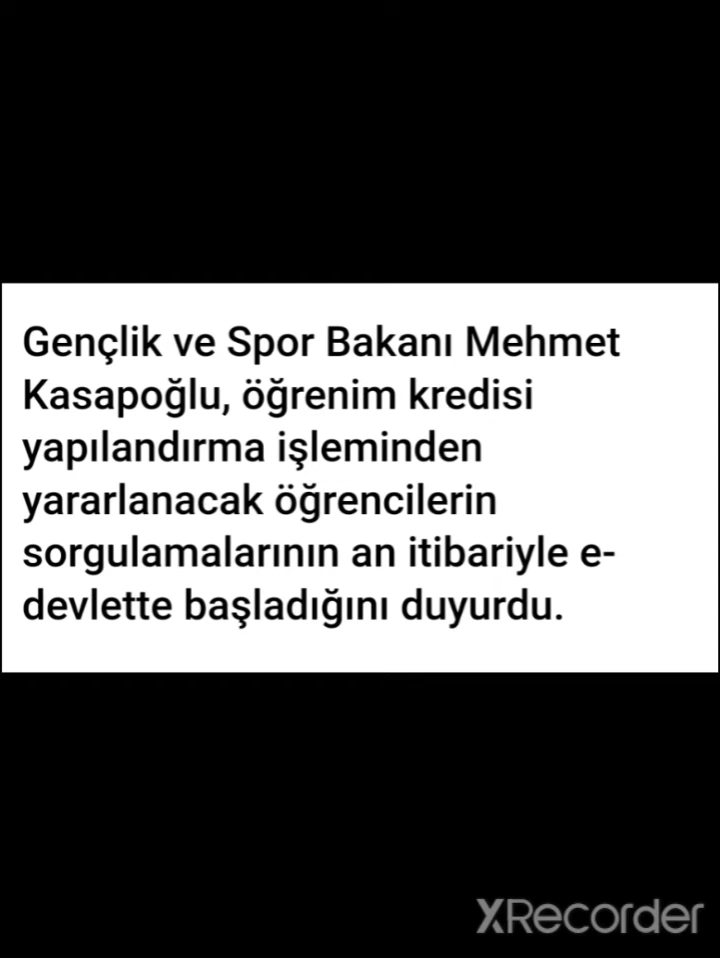 Gençlik ve Spor Bakanı Mehmet
Kasapoğlu, öğrenim kredisi
yapılandırma işleminden
yararlanacak öğrencilerin
sorgulamalarının an itibariyle e-
devlette başladığını duyurdu.
XRecorder